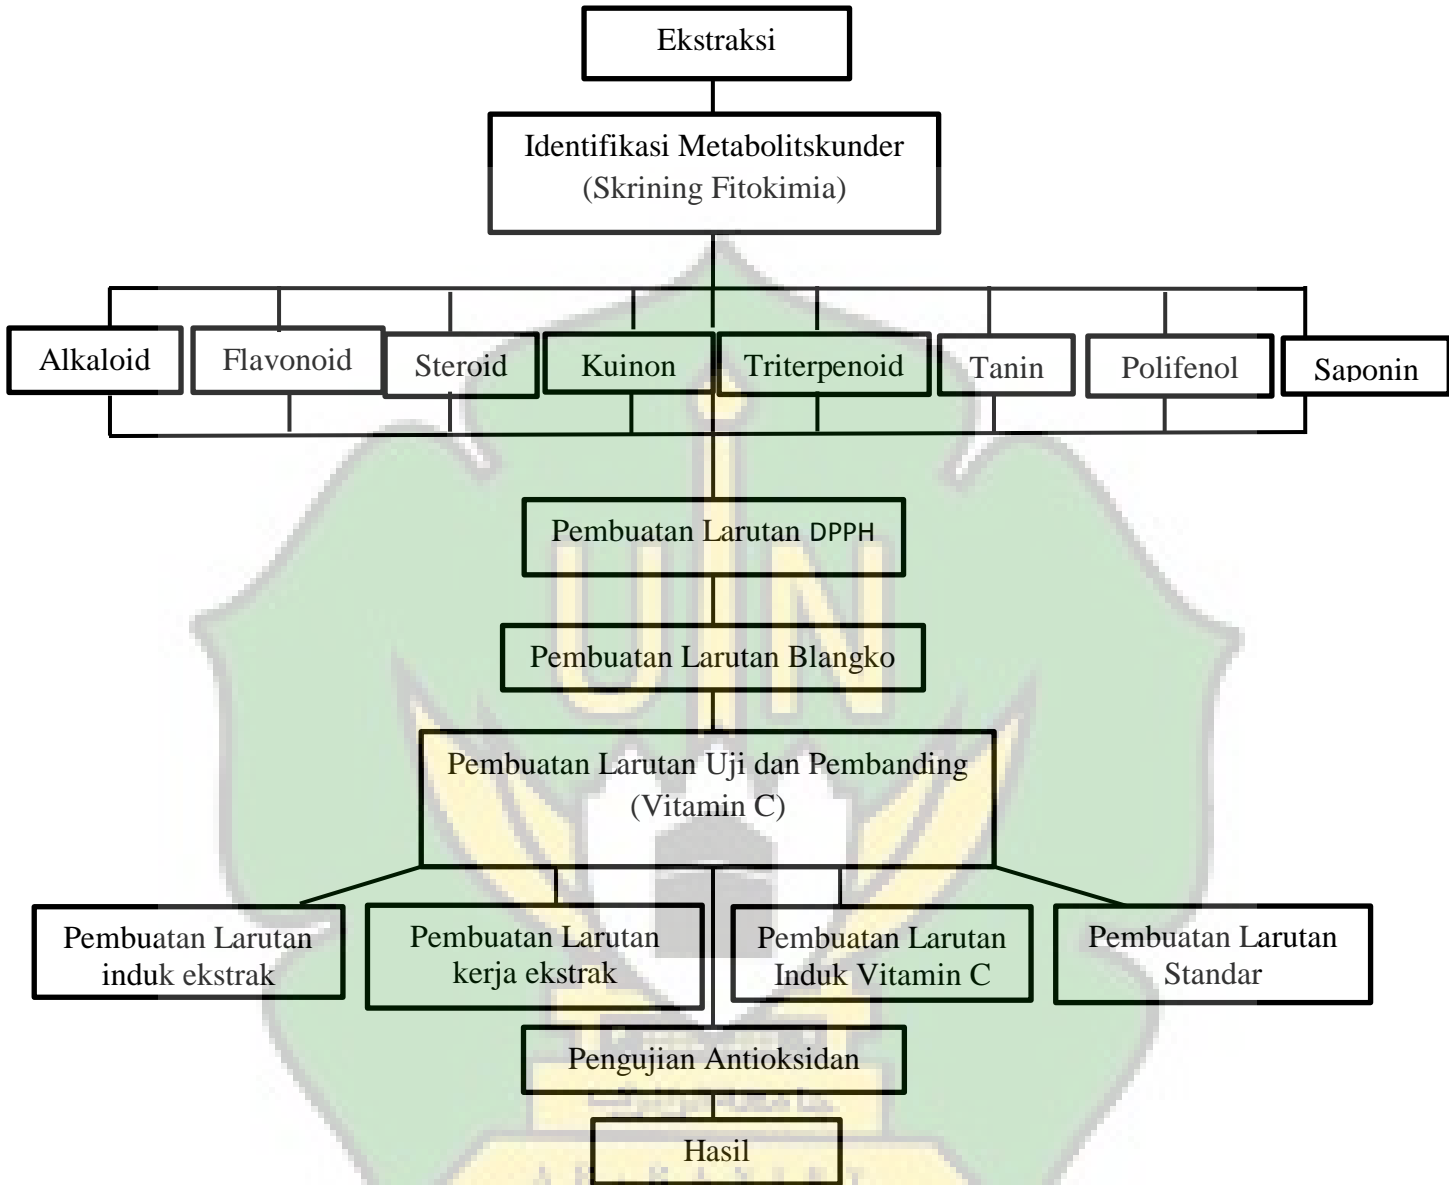 Ekstraksi
Identifikasi Metabolitskunder
(Skrining Fitokimia)
Alkaloid
Flavonoid
Steroid
Kuinon
Triterpenoid
Tanin
Polifenol
Saponin
Pembuatan Larutan DPPH
UIN
Pembuatan Larutan Blangko
Pembuatan Larutan Uji dan Pembanding
(Vitamin C)
Pembuatan Larutan
induk ekstrak
Pembuatan Larutan
kerja ekstrak
Pembuatan Larutan
Induk Vitamin C
Pembuatan Larutan
Standar
Pengujian Antioksidan
Hasil